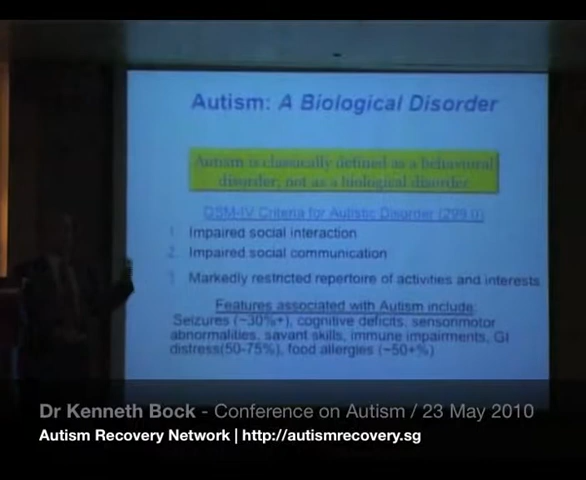 Autism: A Biological Disorder
Autism is classically defined as a behavioural
disorder, not as a biological disorder
DSM-IV Criteria for Autistic Disorder (299.0)
1. Impaired social interaction
2. Impaired social communication
3. Markedly restricted repertoire of activities and interests
Features associated with Autism include:
Seizures (~30%+), cognitive deficits, sensorimotor
abnormalities, savant skills, immune impairments, GI
distress(50-75%), food allergies (~50+%)
Dr Kenneth Bock - Conference on Autism / 23 May 2010
Autism Recovery Network | http://autismrecovery.sg